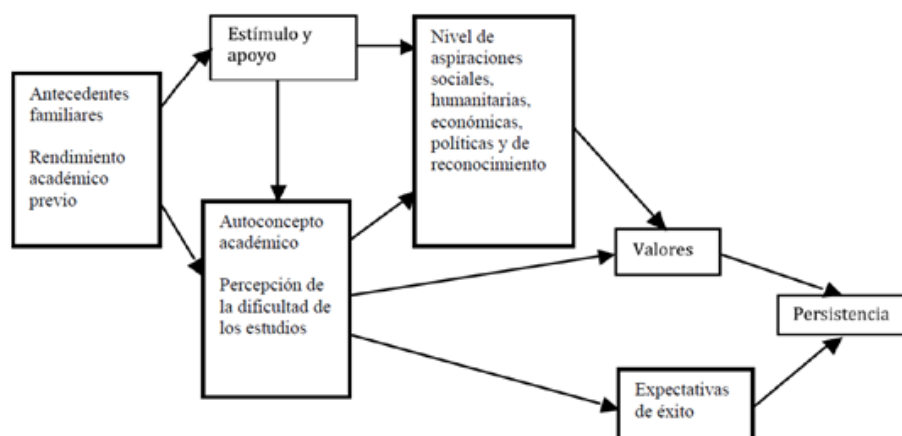 Estímulo y
apoyo
Nivel de
aspiraciones
sociales,
humanitarias,
económicas,
políticas y de
reconocimiento
Antecedentes
familiares
Rendimiento
académico
previo
Autoconcepto
académico
Percepción de
la dificultad de
los estudios
Valores
Persistencia
Expectativas
de éxito